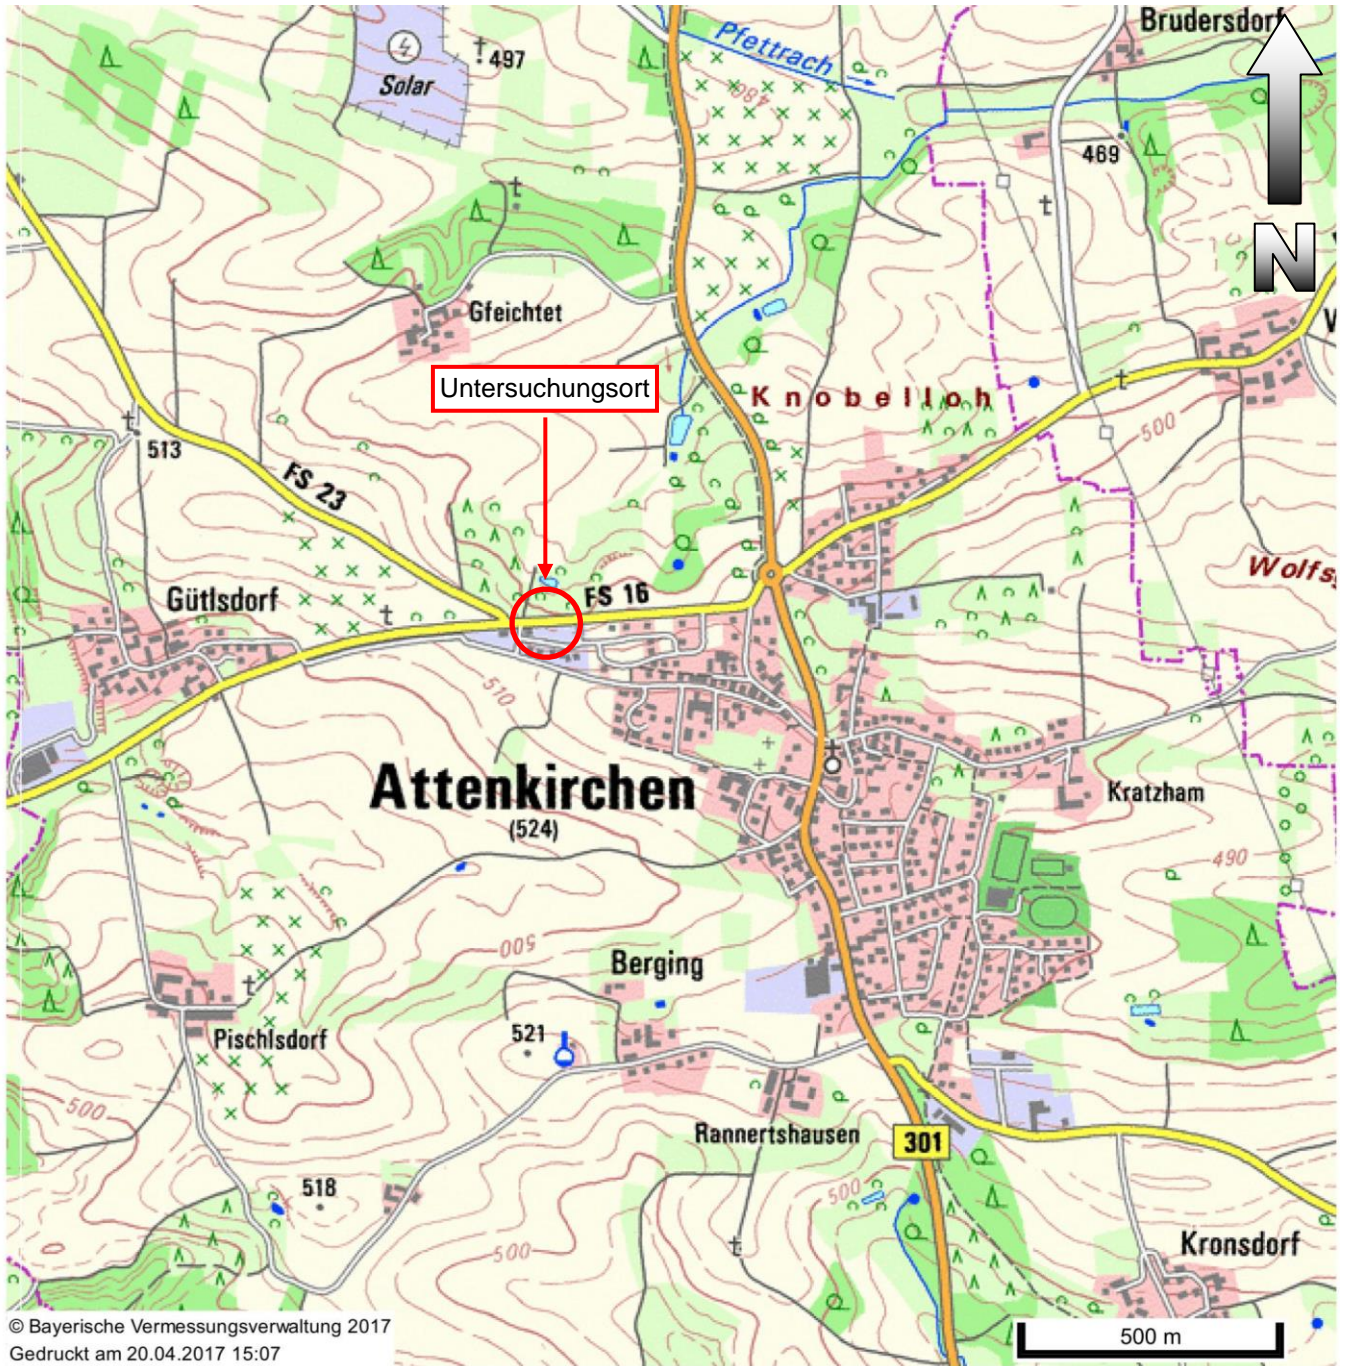 Brudersdorf
Pfettrach
497
Solar
480
469
N
Gfeichtet
Untersuchungsort
Knobelloh
500
513
FS 23
Wolfs
Gütlsdorf
FS 16
510
Attenkirchen
(524)
Kratzham
490
500
Berging
521
Pischlsdorf
500
Rannertshausen
301
518
500
500
Kronsdorf
© Bayerische Vermessungsverwaltung 2017
Gedruckt am 20.04.2017 15:07
500 m